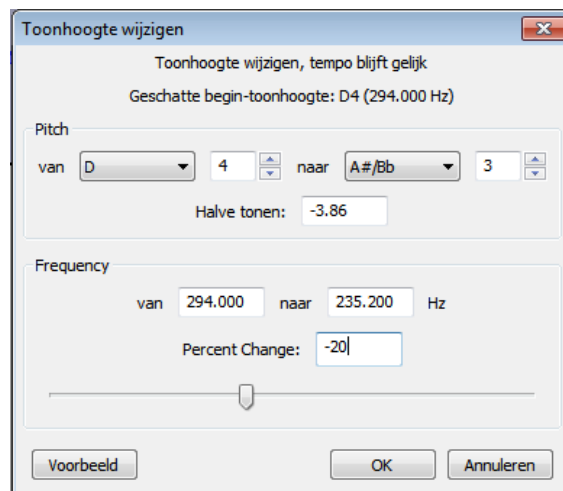 Toonhoogte wijzigen
Toonhoogte wijzigen, tempo blijft gelijk
Geschatte begin-toonhoogte: D4 (294.000 Hz)
Pitch
van D 4 naar A#/Bb 3
Halve tonen: -3.86
Frequency
van 294.000 naar 235.200 Hz
Percent Change: -20
Voorbeeld OK Annuleren